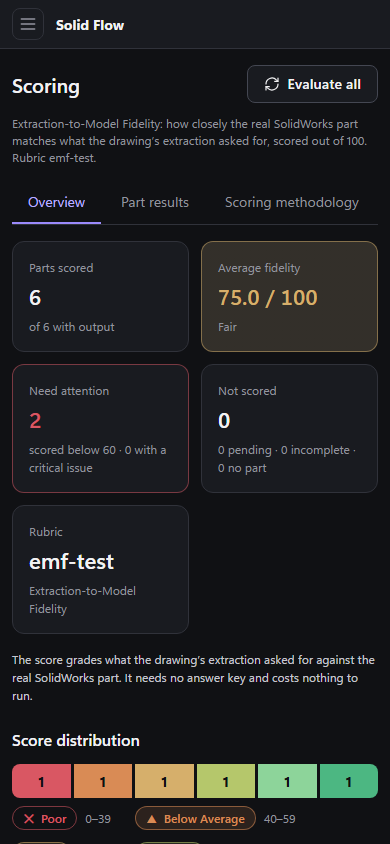 Solid Flow
Scoring
Evaluate all
Extraction-to-Model Fidelity: how closely the real SolidWorks part
matches what the drawing's extraction asked for, scored out of 100.
Rubric emf-test.
Overview
Part results
Scoring methodology
Parts scored
6
of 6 with output
Average fidelity
75.0 / 100
Fair
Need attention
2
scored below 60 · 0 with a
critical issue
Not scored
0
0 pending · 0 incomplete ·
0 no part
Rubric
emf-test
Extraction-to-Model
Fidelity
The score grades what the drawing's extraction asked for against the
real SolidWorks part. It needs no answer key and costs nothing to
run.
Score distribution
1 1 1 1 1 1
Poor 0–39 Below Average 40–59